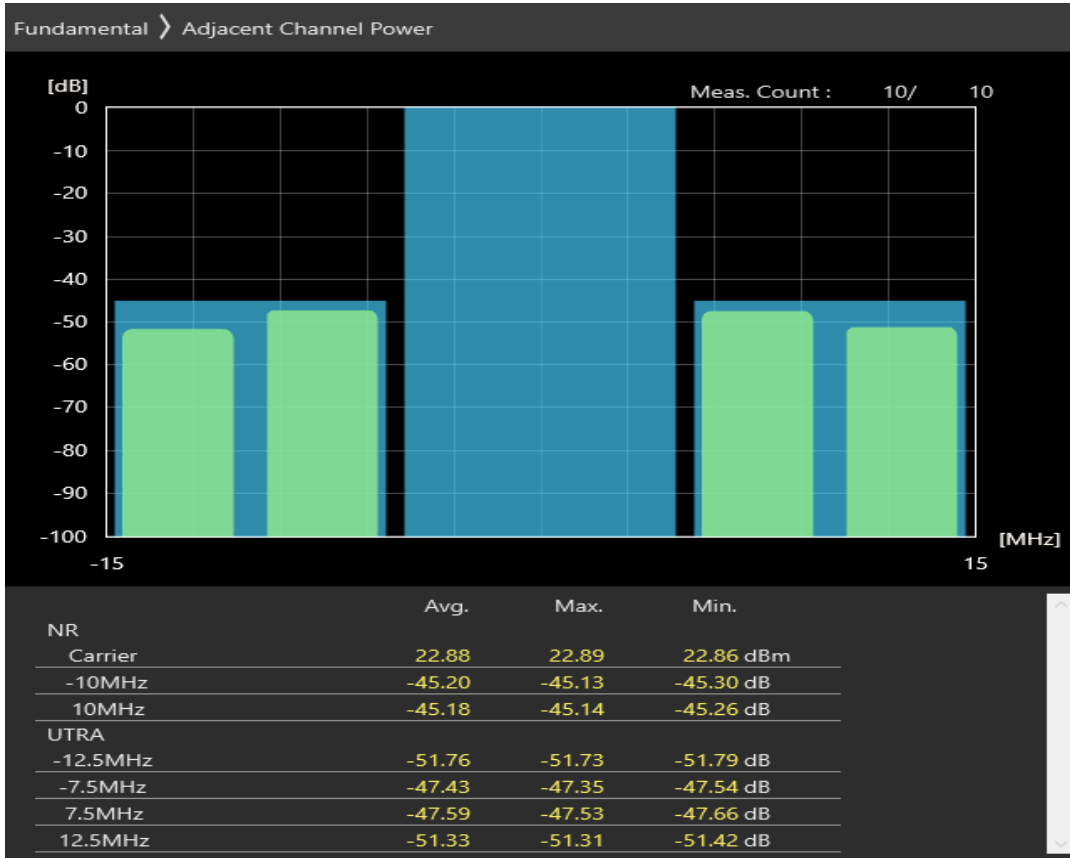 Fundamental 》 Adjacent Channel Power
[dB]
Meas. Count : 10/ 10
0
-10
-20
-30
-40
-50
-60
-70
-80
-90
-100
[MHz]
-15 15
Avg. Max. Min.
NR
Carrier 22.88 22.89 22.86 dBm
-10MHz -45.20 -45.13 -45.30 dB
10MHz -45.18 -45.14 -45.26 dB
UTRA
-12.5MHz -51.76 -51.73 -51.79 dB
-7.5MHz -47.43 -47.35 -47.54 dB
7.5MHz -47.59 -47.53 -47.66 dB
12.5MHz -51.33 -51.31 -51.42 dB